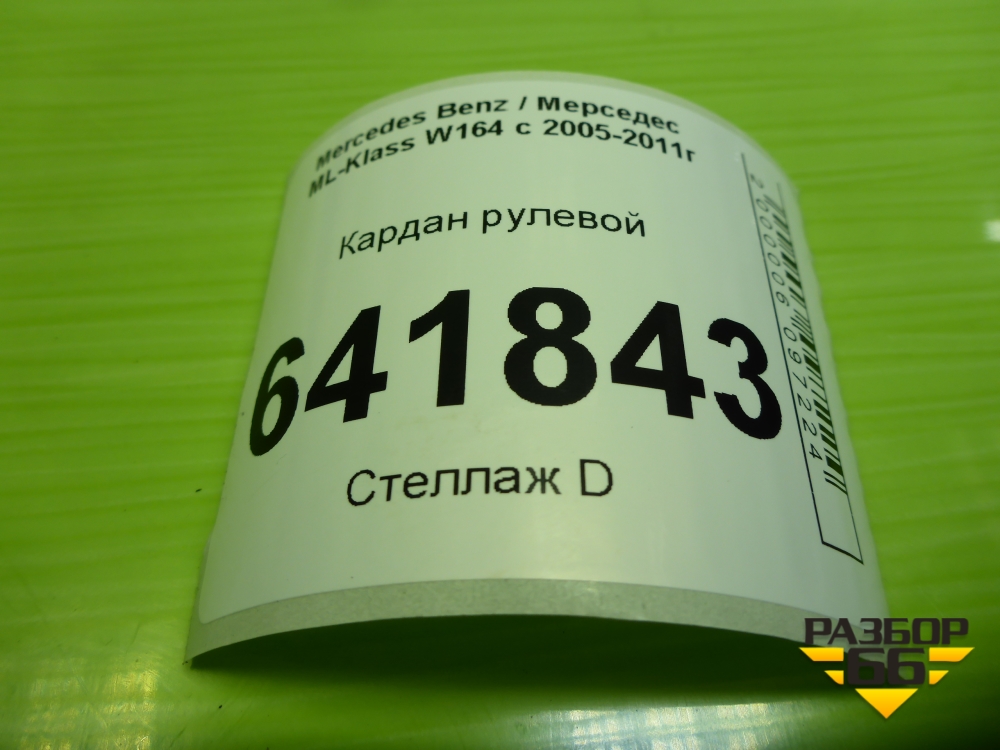 Mercedes Benz / Мерседес
ML-Klass W164 с 2005-2011г
Кардан рулевой
641843
Стеллаж D
2000006097224
РАЗБОР
66